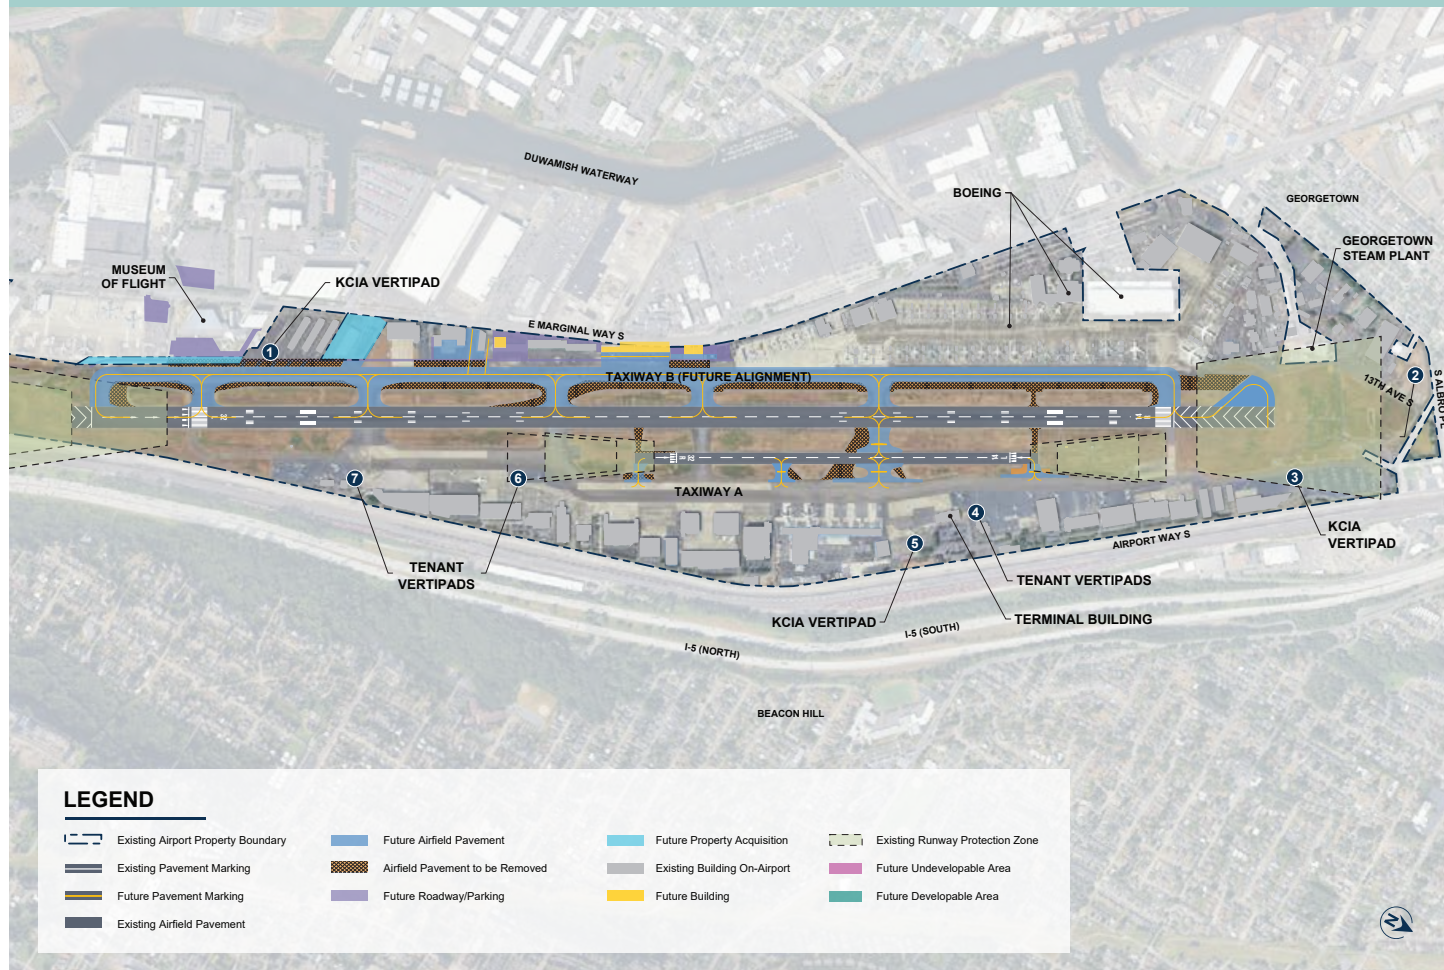 DUWAMISH WATERWAY
BOEING
GEORGETOWN
GEORGETOWN
STEAM PLANT
MUSEUM
OF FLIGHT
KCIA VERTIPAD
E MARGINAL WAY S
1
TAXIWAY B (FUTURE ALIGNMENT)
13TH AVE S
2
S ALBRO PL
7
6
TAXIWAY A
3
4
5
KCIA
VERTIPAD
AIRPORT WAY S
TENANT
VERTIPADS
TENANT VERTIPADS
KCIA VERTIPAD
TERMINAL BUILDING
I-5 (SOUTH)
I-5 (NORTH)
BEACON HILL
LEGEND
Existing Airport Property Boundary
Existing Pavement Marking
Future Pavement Marking
Existing Airfield Pavement
Future Airfield Pavement
Airfield Pavement to be Removed
Future Roadway/Parking
Future Property Acquisition
Existing Building On-Airport
Future Building
Existing Runway Protection Zone
Future Undevelopable Area
Future Developable Area
N